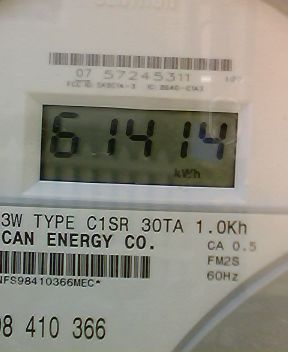 07 57245311
61414
kWh
3W TYPE C1SR 30TA 1.0Kh
CAN ENERGY CO.
CA 0.5
FM2S
60Hz
NFS98410366MEC*
98 410 366